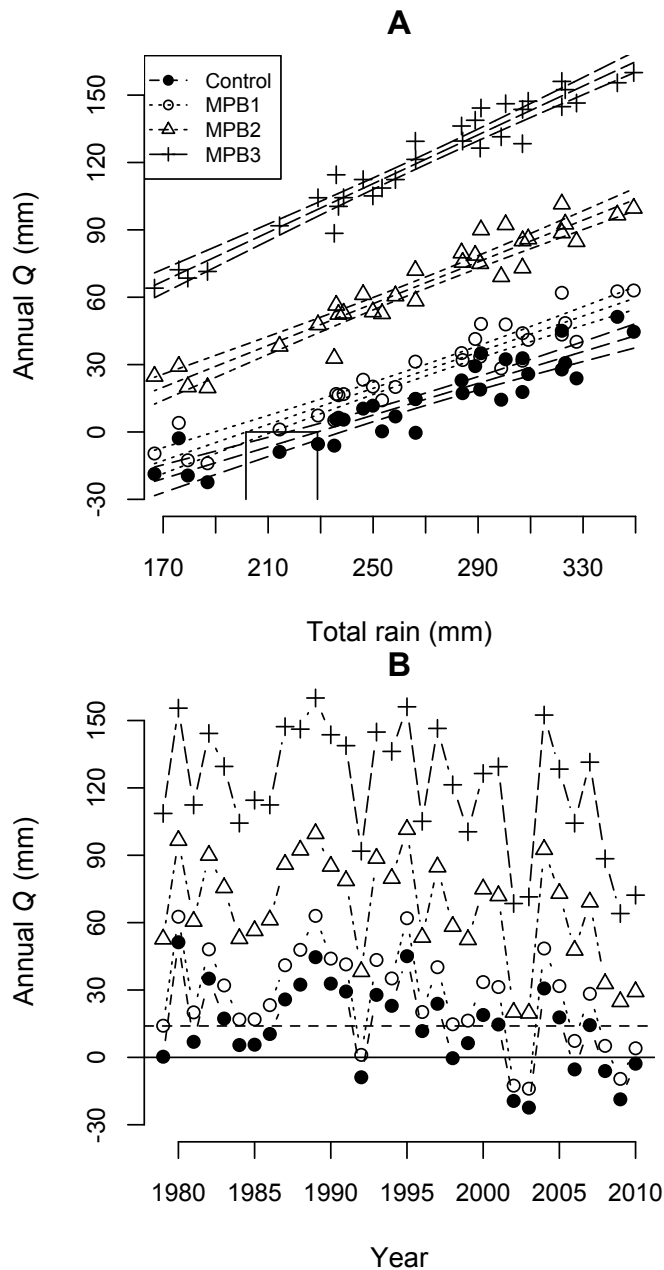 A
Control
MPB1
MPB2
MPB3
Annual Q (mm)
150
120
90
60
30
0
-30
170 210 250 290 330
Total rain (mm)
B
Annual Q (mm)
150
120
90
60
30
0
-30
1980 1985 1990 1995 2000 2005 2010
Year